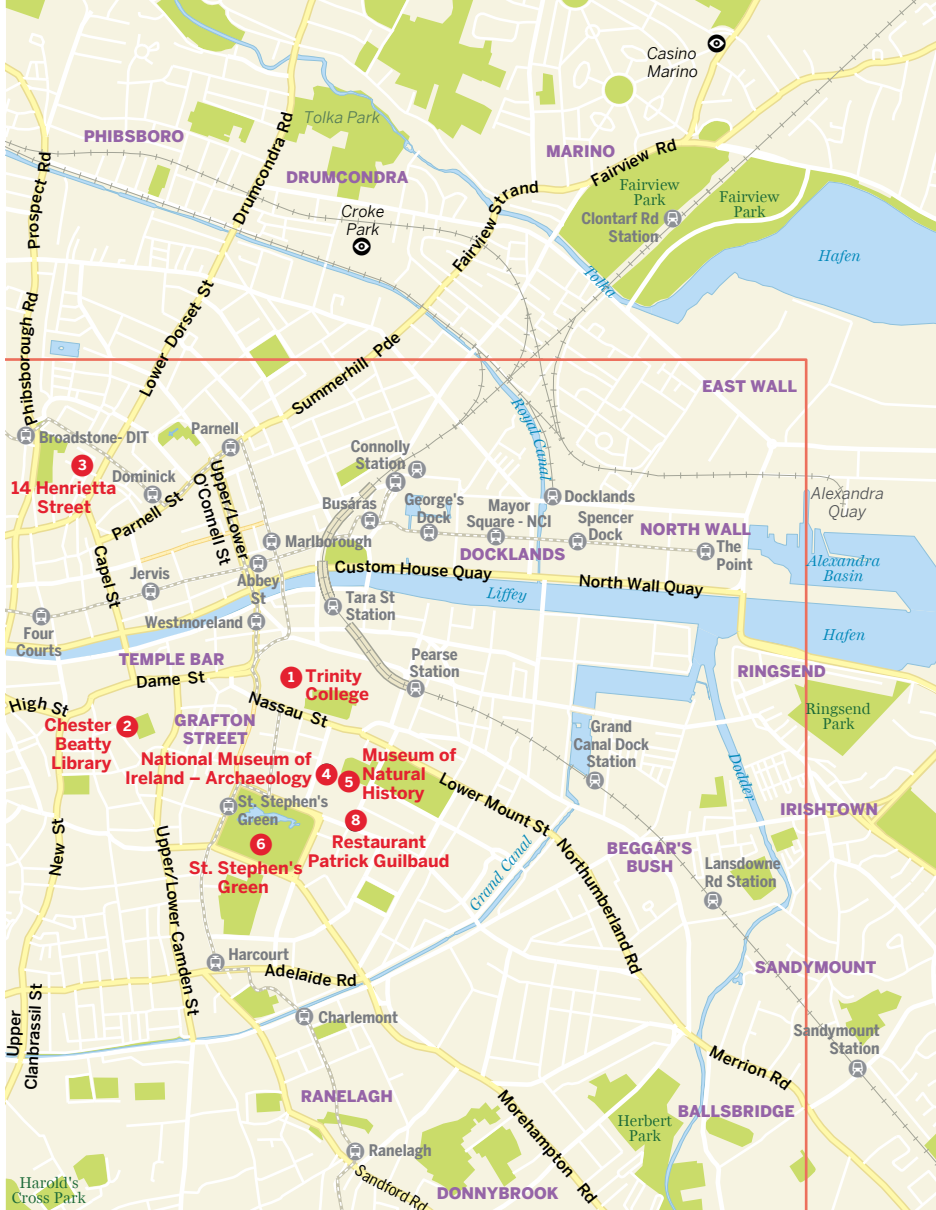 Casino
Marino
Tolka Park
PHIBSBORO
Drumcondra Rd
MARINO
Fairview Rd
DRUMCONDRA
Prospect Rd
Fairview
Park
Fairview
Park
Fairview Strand
Croke
Park
Clontarf Rd
Station
Hafen
Tolka
Phibsborough Rd
Lower Dorset St
Summerhill Pde
EAST WALL
Royal Canal
Broadstone- DIT
Parnell
Connolly
Station
3
14 Henrietta
Street
Dominick
Upper/Lower
O'Connell St
Parnell St
Busáras
George's
Dock
Mayor
Square - NCI
Docklands
Spencer
Dock
NORTH WALL
The
Point
Alexandra
Quay
Marlborough
DOCKLANDS
Alexandra
Basin
Capel St
Jervis
Abbey
St
Custom House Quay
North Wall Quay
Liffey
Tara St
Station
Westmoreland
Four
Courts
Hafen
TEMPLE BAR
Dame St
Pearse
Station
RINGSEND
1
Trinity
College
Nassau St
High St
Ringsend
Park
2
Chester
Beatty
Library
GRAFTON
STREET
Grand
Canal Dock
Station
National Museum of
Ireland – Archaeology
4
5
Museum of
Natural
History
Lower Mount St
Dodder
St. Stephen's
Green
8
Restaurant
Patrick Guilbaud
IRISHTOWN
6
St. Stephen's
Green
New St
Upper/Lower Camden St
BEGGAR'S
BUSH
Lansdowne
Rd Station
Grand Canal
Northumberland Rd
Harcourt
Adelaide Rd
SANDYMOUNT
Upper
Clanbrassil St
Charlemont
Sandymount
Station
Merrion Rd
RANELAGH
Morehampton Rd
BALLSBRIDGE
Herbert
Park
Ranelagh
Sandford Rd
DONNYBROOK
Harold's
Cross Park